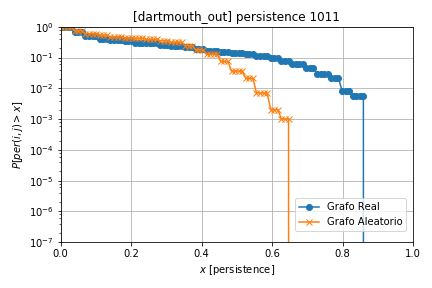 [dartmouth_out] persistence 1011
10^0
10^-1
10^-2
10^-3
10^-4
10^-5
10^-6
10^-7
P[per(i,j) > x]
Grafo Real
Grafo Aleatorio
0.0 0.2 0.4 0.6 0.8 1.0
x [persistence]